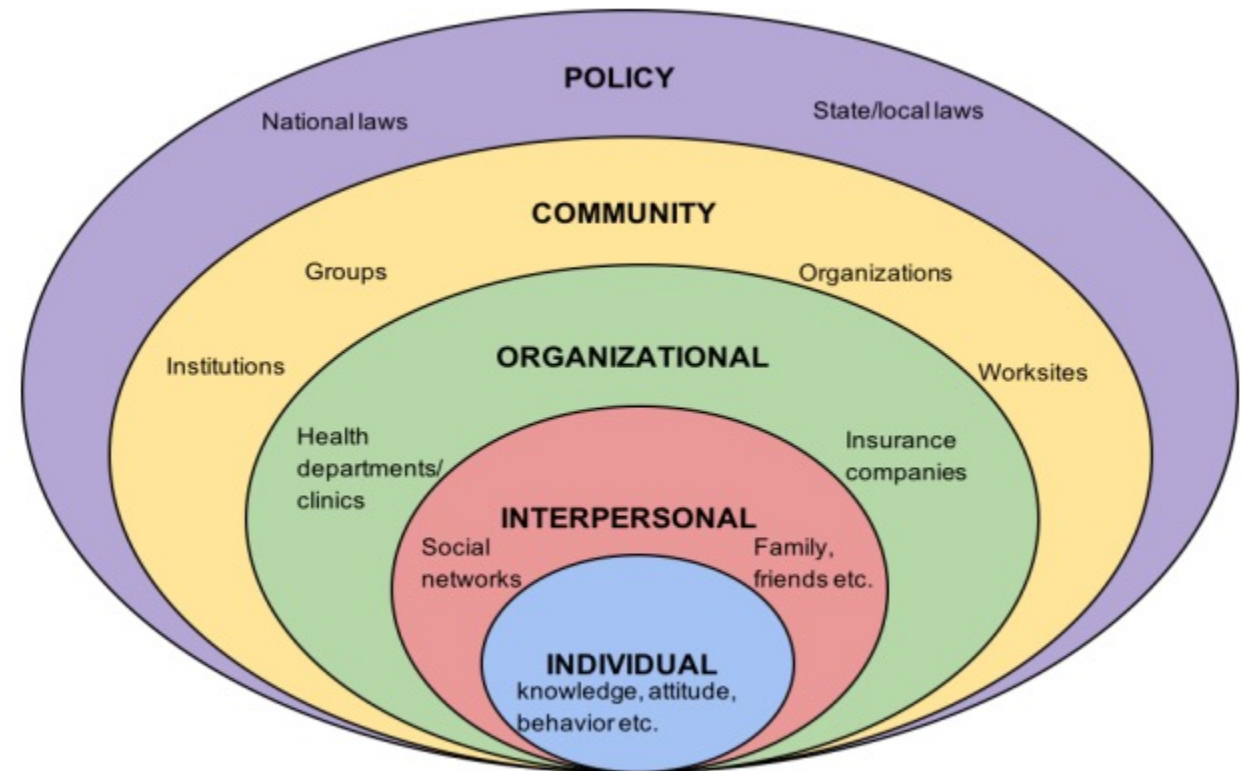 POLICY
National laws
State/local laws
COMMUNITY
Groups
Organizations
Institutions
Worksites
ORGANIZATIONAL
Health
departments/
clinics
Insurance
companies
INTERPERSONAL
Social
networks
Family,
friends etc.
INDIVIDUAL
knowledge, attitude,
behavior etc.